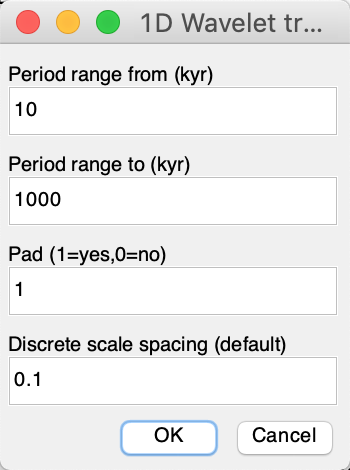 1D Wavelet tr...
Period range from (kyr)
10
Period range to (kyr)
1000
Pad (1=yes,0=no)
1
Discrete scale spacing (default)
0.1
OK Cancel